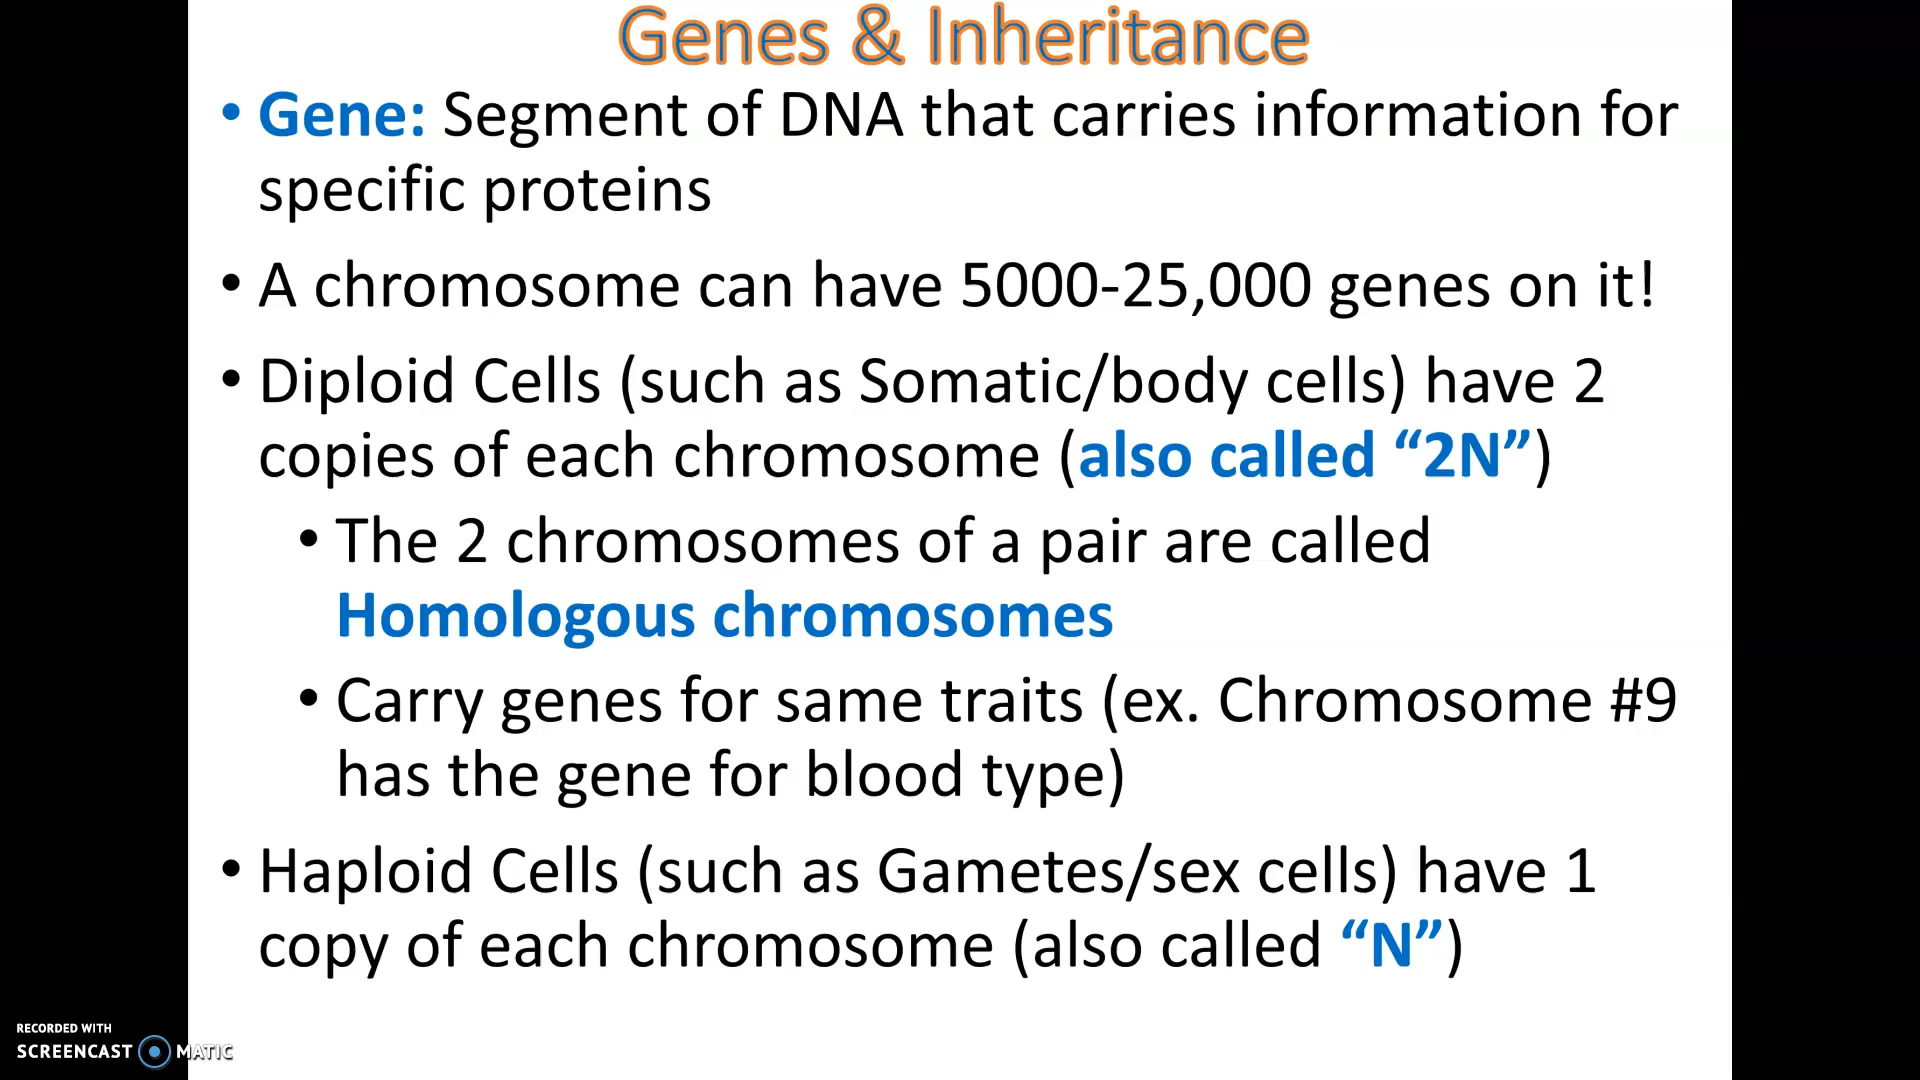 Genes & Inheritance
• Gene: Segment of DNA that carries information for
specific proteins
• A chromosome can have 5000-25,000 genes on it!
• Diploid Cells (such as Somatic/body cells) have 2
copies of each chromosome (also called “2N”)
• The 2 chromosomes of a pair are called
Homologous chromosomes
• Carry genes for same traits (ex. Chromosome #9
has the gene for blood type)
• Haploid Cells (such as Gametes/sex cells) have 1
copy of each chromosome (also called “N”)
RECORDED WITH
SCREENCAST MATIC